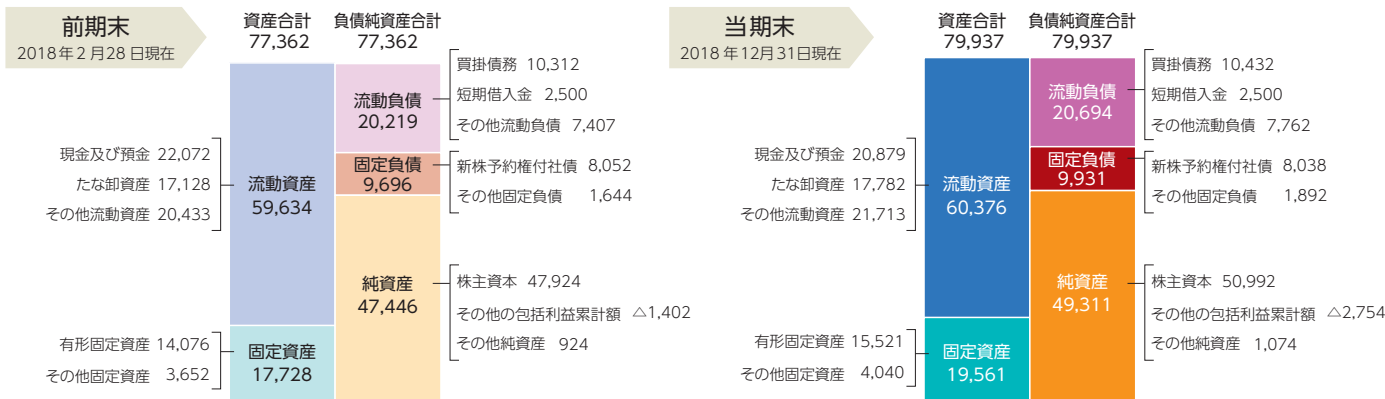 前期末
2018年2月28日現在
資産合計
77,362
負債純資産合計
77,362
現金及び預金 22,072
たな卸資産 17,128
その他流動資産 20,433
流動資産
59,634
有形固定資産 14,076
その他固定資産 3,652
固定資産
17,728
流動負債
20,219
買掛債務 10,312
短期借入金 2,500
その他流動負債 7,407
固定負債
9,696
新株予約権付社債 8,052
その他固定負債 1,644
純資産
47,446
株主資本 47,924
その他の包括利益累計額 △1,402
その他純資産 924
当期末
2018年12月31日現在
資産合計
79,937
負債純資産合計
79,937
現金及び預金 20,879
たな卸資産 17,782
その他流動資産 21,713
流動資産
60,376
有形固定資産 15,521
その他固定資産 4,040
固定資産
19,561
流動負債
20,694
買掛債務 10,432
短期借入金 2,500
その他流動負債 7,762
固定負債
9,931
新株予約権付社債 8,038
その他固定負債 1,892
純資産
49,311
株主資本 50,992
その他の包括利益累計額 △2,754
その他純資産 1,074